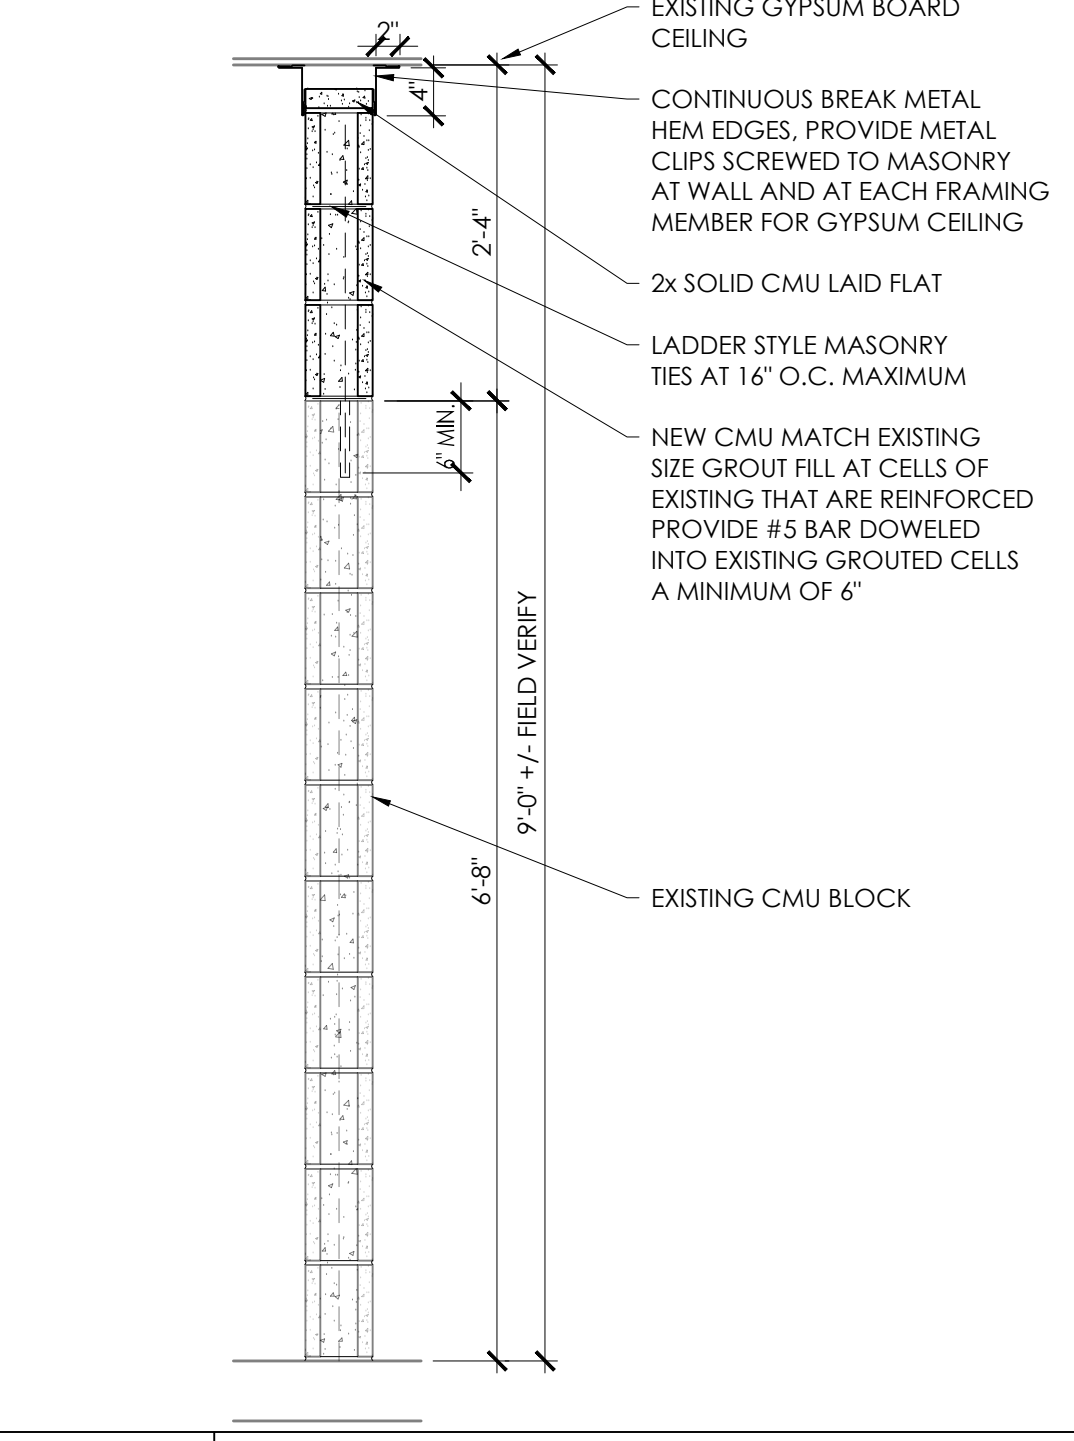 EXISTING GYPSUM BOARD
CEILING
2"
4"
CONTINUOUS BREAK METAL
HEM EDGES, PROVIDE METAL
CLIPS SCREWED TO MASONRY
AT WALL AND AT EACH FRAMING
MEMBER FOR GYPSUM CEILING
2'-4"
2x SOLID CMU LAID FLAT
LADDER STYLE MASONRY
TIES AT 16" O.C. MAXIMUM
6" MIN.
NEW CMU MATCH EXISTING
SIZE GROUT FILL AT CELLS OF
EXISTING THAT ARE REINFORCED
PROVIDE #5 BAR DOWELED
INTO EXISTING GROUTED CELLS
A MINIMUM OF 6"
9'-0" +/- FIELD VERIFY
6'-8"
EXISTING CMU BLOCK